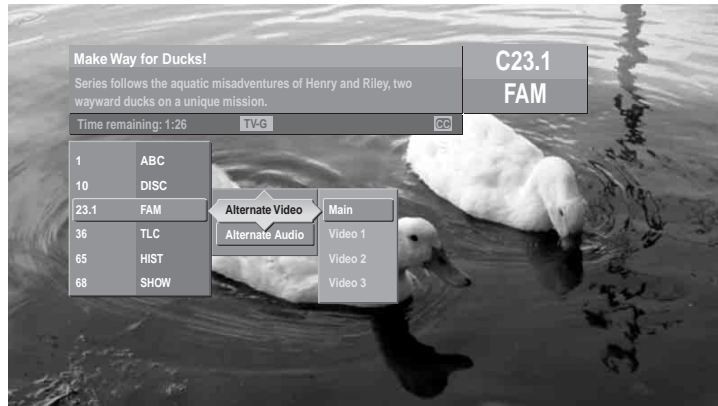 Make Way for Ducks!
Series follows the aquatic misadventures of Henry and Riley, two
wayward ducks on a unique mission.
Time remaining: 1:26 TV-G CC
C23.1
FAM
1 ABC
10 DISC
23.1 FAM
36 TLC
65 HIST
68 SHOW
Alternate Video
Alternate Audio
Main
Video 1
Video 2
Video 3